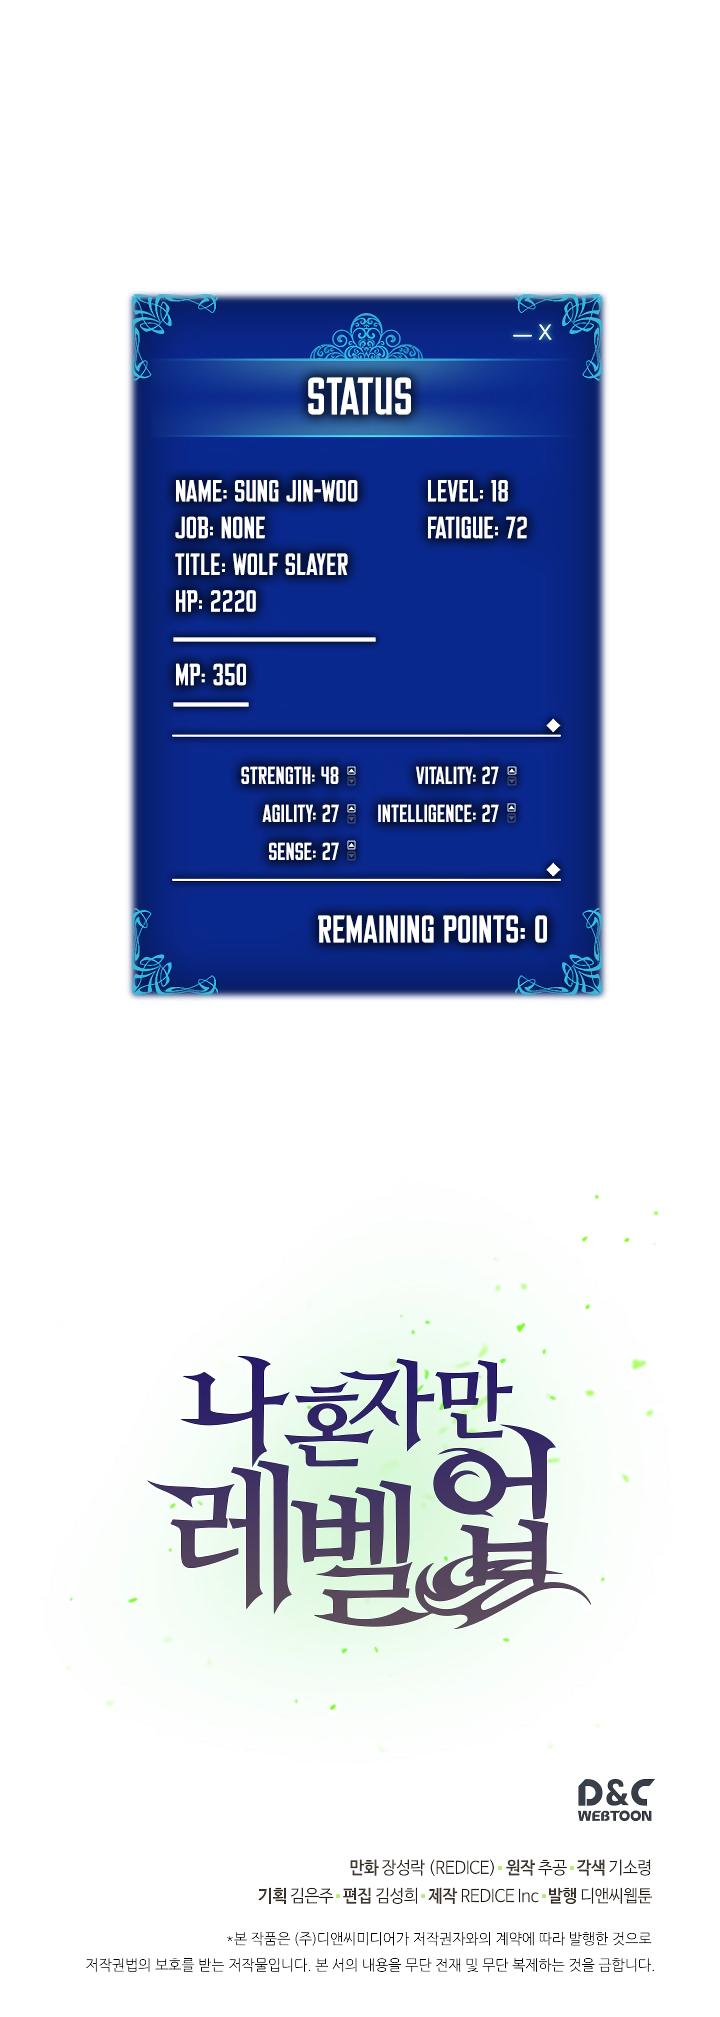 — X
STATUS
NAME: SUNG JIN-WOO LEVEL: 18
JOB: NONE FATIGUE: 72
TITLE: WOLF SLAYER
HP: 2220
MP: 350
STRENGTH: 48 VITALITY: 27
AGILITY: 27 INTELLIGENCE: 27
SENSE: 27
REMAINING POINTS: 0
나 혼자만
레벨업
D&C
WEBTOON
만화 장성락 (REDICE)·원작 추공·각색 기소령
기획 김은주·편집 김성희·제작 REDICE Inc·발행 디앤씨웹툰
*본 작품은 (주)디앤씨미디어가 저작권자와의 계약에 따라 발행한 것으로
저작권법의 보호를 받는 저작물입니다. 본 서의 내용을 무단 전재 및 무단 복제하는 것을 금합니다.